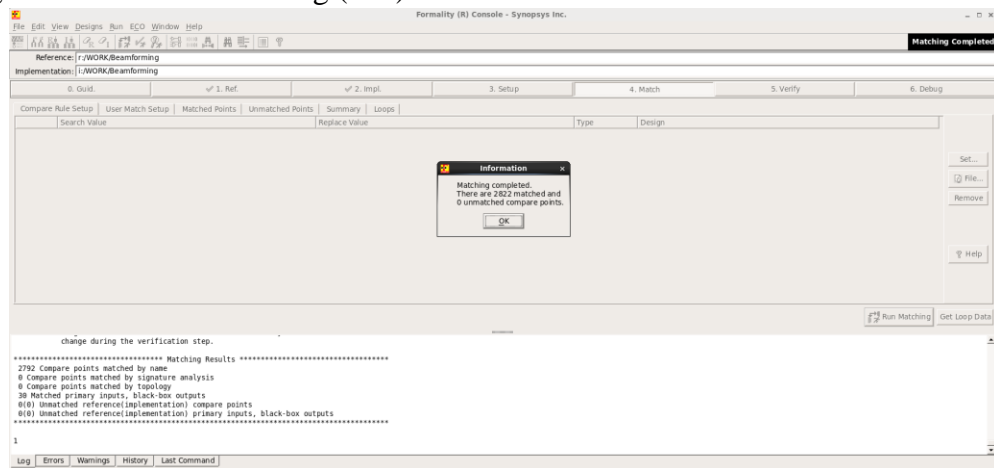 Formality (R) Console - Synopsys Inc.
File Edit View Designs Run ECO Window Help
Matching Completed
Reference: r:/WORK/Beamforming
Implementation: i:/WORK/Beamforming
0. Guid. ✓ 1. Ref. ✓ 2. Impl. 3. Setup 4. Match 5. Verify 6. Debug
Compare Rule Setup User Match Setup Matched Points Unmatched Points Summary Loops
Search Value Replace Value Type Design
Information
Matching completed.
There are 2822 matched and
0 unmatched compare points.
OK
Set...
File...
Remove
Help
Run Matching Get Loop Data
change during the verification step.
********************************** Matching Results ***********************************
2792 Compare points matched by name
0 Compare points matched by signature analysis
0 Compare points matched by topology
30 Matched primary inputs, black-box outputs
0(0) Unmatched reference(implementation) compare points
0(0) Unmatched reference(implementation) primary inputs, black-box outputs
****************************************************************************************
1
Log Errors Warnings History Last Command